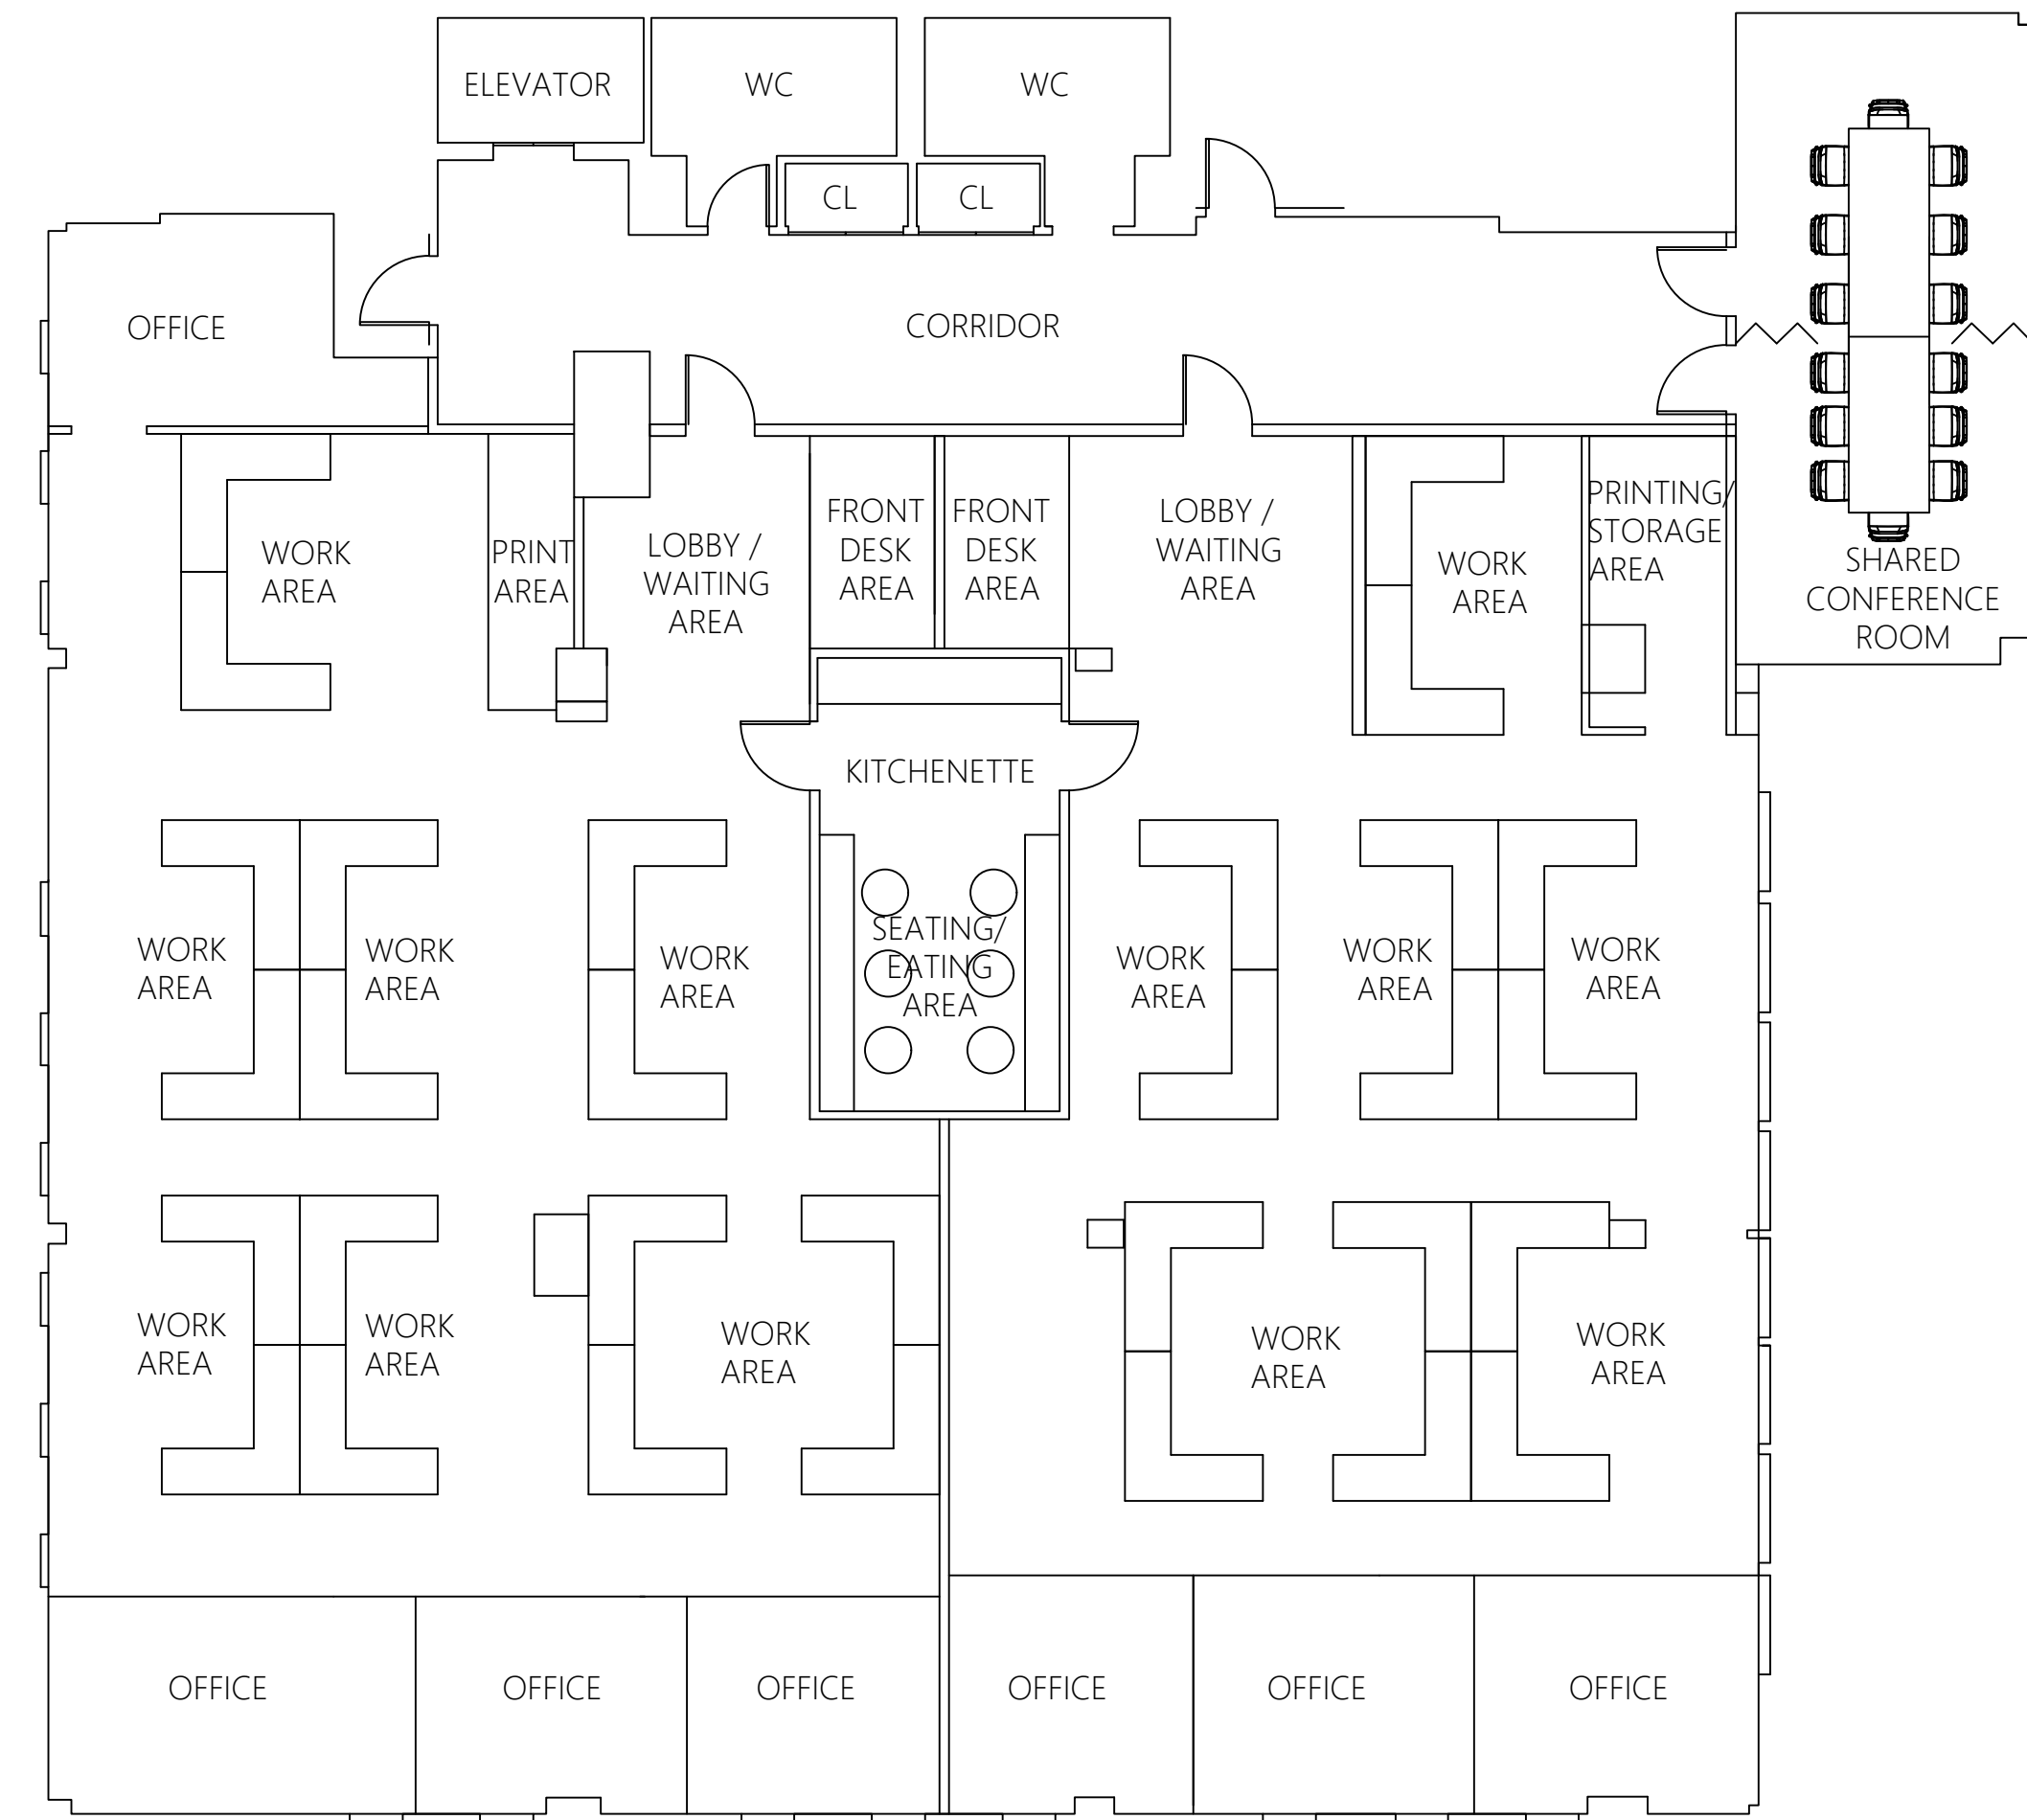 ELEVATOR
WC
WC
CL
CL
OFFICE
CORRIDOR
WORK
AREA
PRINT
AREA
LOBBY /
WAITING
AREA
FRONT
DESK
AREA
FRONT
DESK
AREA
LOBBY /
WAITING
AREA
WORK
AREA
PRINTING/
STORAGE
AREA
SHARED
CONFERENCE
ROOM
KITCHENETTE
WORK
AREA
WORK
AREA
WORK
AREA
SEATING/
EATING
AREA
WORK
AREA
WORK
AREA
WORK
AREA
WORK
AREA
WORK
AREA
WORK
AREA
WORK
AREA
WORK
AREA
OFFICE
OFFICE
OFFICE
OFFICE
OFFICE
OFFICE